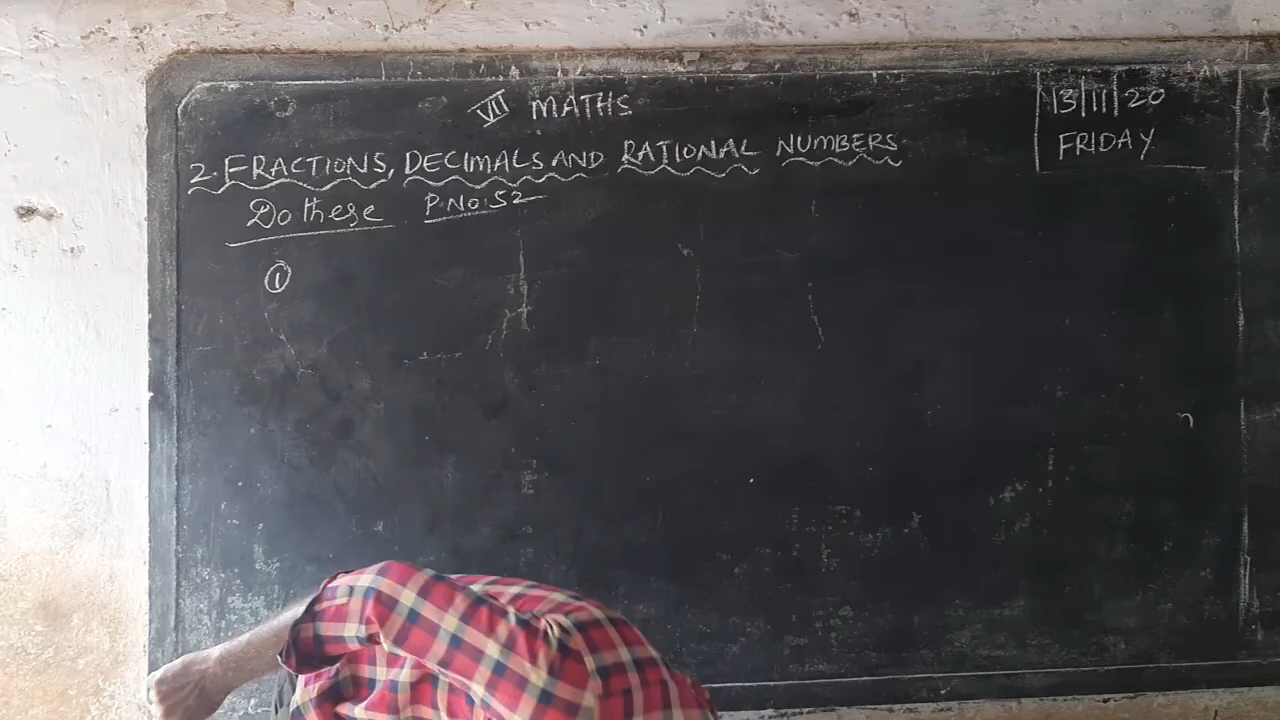 VII MATHS
13/11/20
FRIDAY
2. FRACTIONS, DECIMALS AND RATIONAL NUMBERS
Do these P.No:52
①